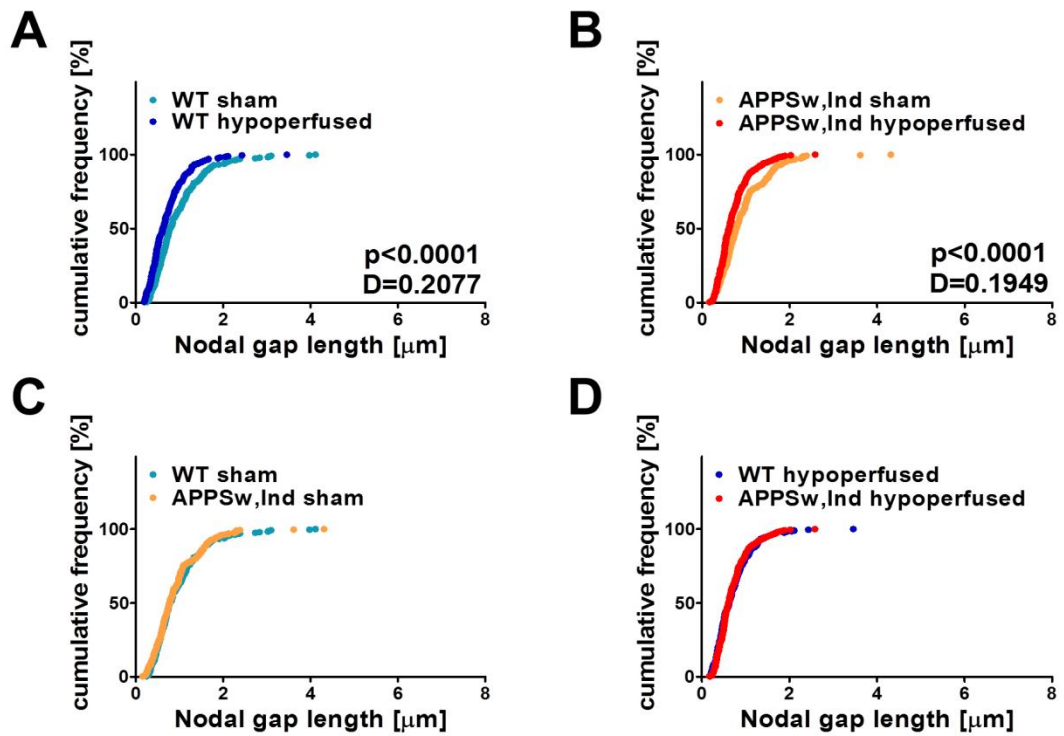 A
cumulative frequency [%]
WT sham
WT hypoperfused
100
50
0
p<0.0001
D=0.2077
0 2 4 6 8
Nodal gap length [μm]
B
cumulative frequency [%]
APPSw,Ind sham
APPSw,Ind hypoperfused
100
50
0
p<0.0001
D=0.1949
0 2 4 6 8
Nodal gap length [μm]
C
cumulative frequency [%]
WT sham
APPSw,Ind sham
100
50
0
0 2 4 6 8
Nodal gap length [μm]
D
cumulative frequency [%]
WT hypoperfused
APPSw,Ind hypoperfused
100
50
0
0 2 4 6 8
Nodal gap length [μm]